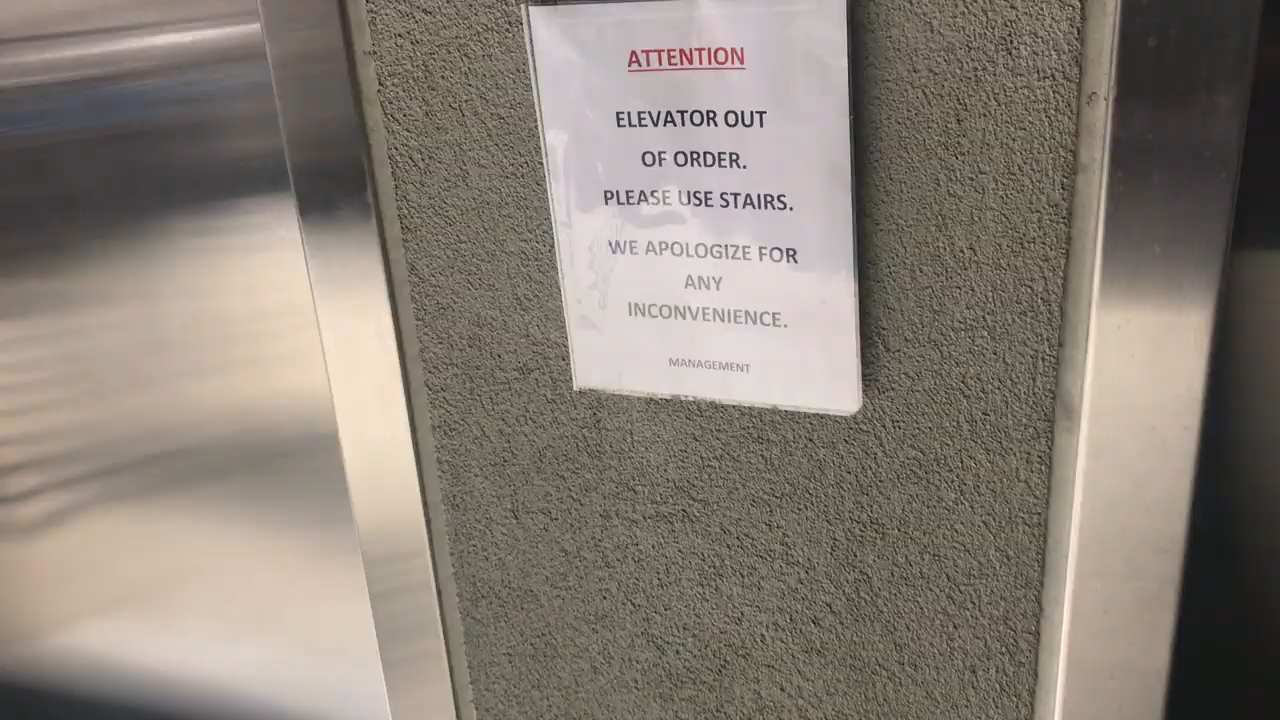 ATTENTION
ELEVATOR OUT
OF ORDER.
PLEASE USE STAIRS.
WE APOLOGIZE FOR
ANY
INCONVENIENCE.
MANAGEMENT